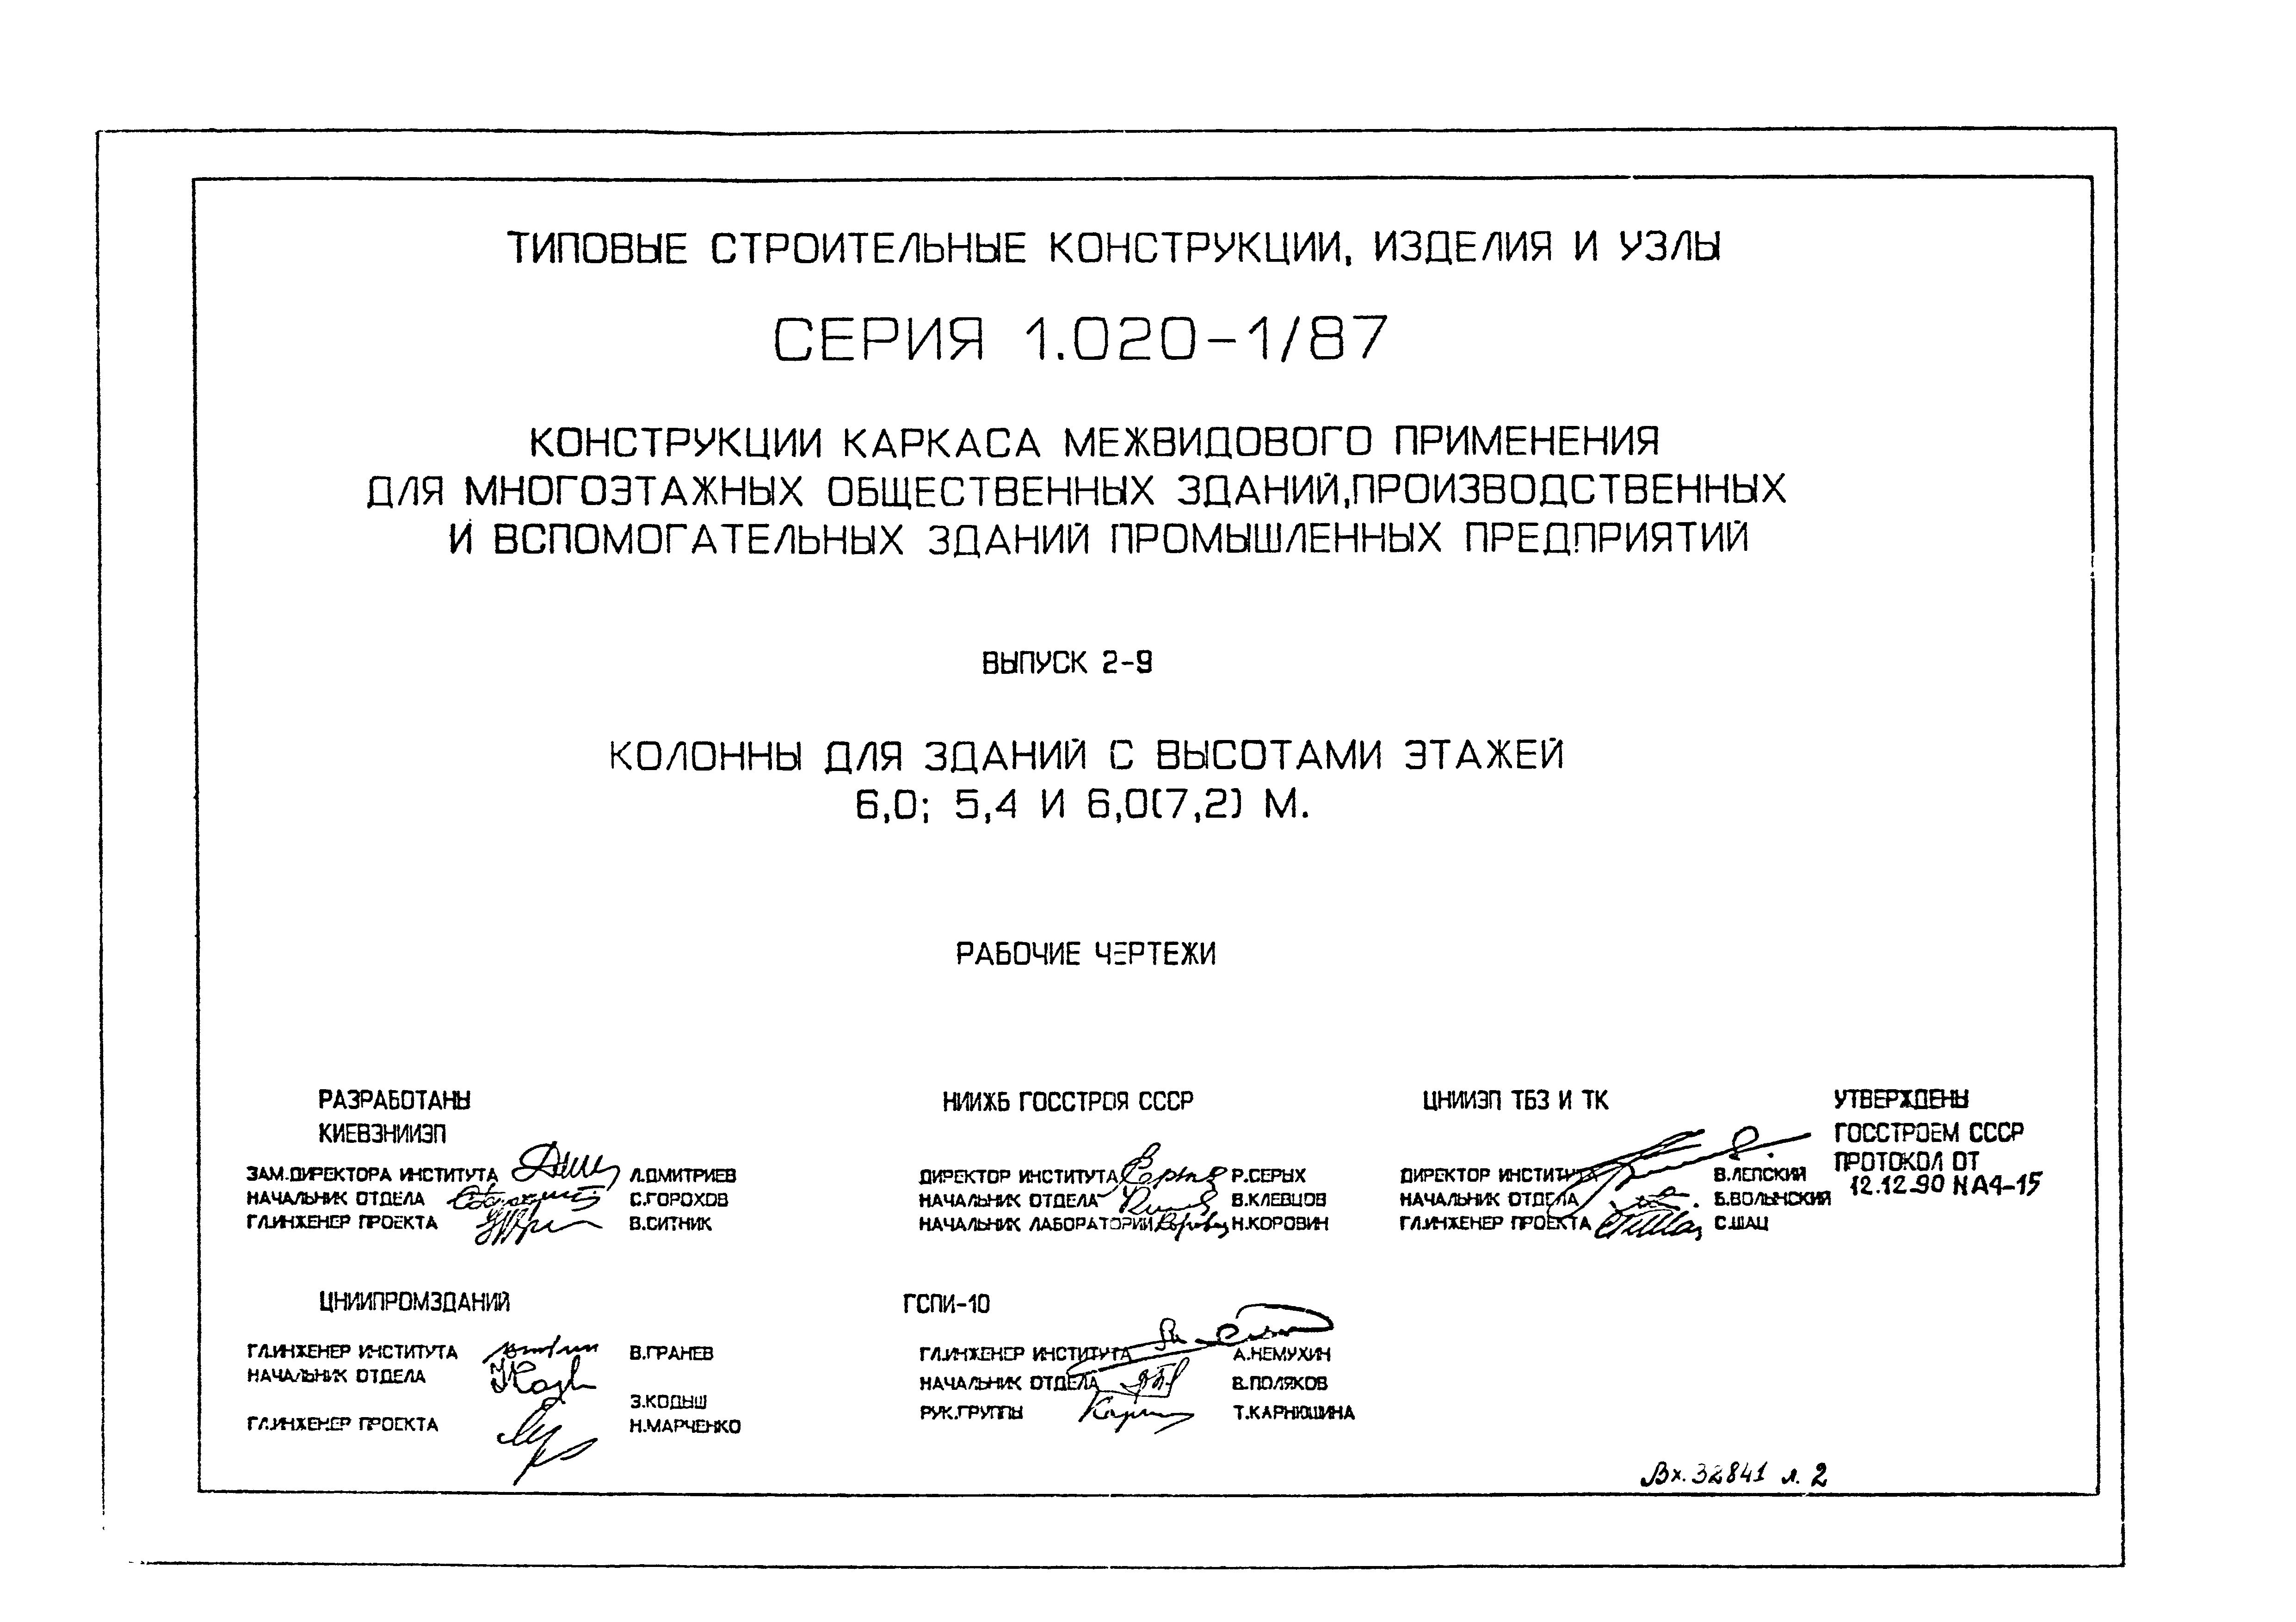 ТИПОВЫЕ СТРОИТЕЛЬНЫЕ КОНСТРУКЦИИ, ИЗДЕЛИЯ И УЗЛЫ
СЕРИЯ 1.020-1/87
КОНСТРУКЦИИ КАРКАСА МЕЖВИДОВОГО ПРИМЕНЕНИЯ
ДЛЯ МНОГОЭТАЖНЫХ ОБЩЕСТВЕННЫХ ЗДАНИЙ,ПРОИЗВОДСТВЕННЫХ
И ВСПОМОГАТЕЛЬНЫХ ЗДАНИЙ ПРОМЫШЛЕННЫХ ПРЕДПРИЯТИЙ
ВЫПУСК 2-9
КОЛОННЫ ДЛЯ ЗДАНИЙ С ВЫСОТАМИ ЭТАЖЕЙ
6,0; 5,4 И 6,0(7,2) М.
РАБОЧИЕ ЧЕРТЕЖИ
РАЗРАБОТАНЫ
КИЕВЗНИИЭП
ЗАМ.ДИРЕКТОРА ИНСТИТУТА Л.ДМИТРИЕВ
НАЧАЛЬНИК ОТДЕЛА С.ГОРОХОВ
ГЛ.ИНЖЕНЕР ПРОЕКТА В.СИТНИК
НИИЖБ ГОССТРОЯ СССР
ДИРЕКТОР ИНСТИТУТА Р.СЕРЫХ
НАЧАЛЬНИК ОТДЕЛА В.КЛЕВЦОВ
НАЧАЛЬНИК ЛАБОРАТОРИИ Н.КОРОВИН
ЦНИИЭП ТБЗ И ТК
ДИРЕКТОР ИНСТИТУТА В.ЛЕПСКИЙ
НАЧАЛЬНИК ОТДЕЛА Б.ВОЛЫНСКИЙ
ГЛ.ИНЖЕНЕР ПРОЕКТА С.ШАЦ
УТВЕРЖДЕНЫ
ГОССТРОЕМ СССР
ПРОТОКОЛ ОТ
12.12.90 N А4-15
ЦНИИПРОМЗДАНИЙ
ГЛ.ИНЖЕНЕР ИНСТИТУТА В.ГРАНЕВ
НАЧАЛЬНИК ОТДЕЛА
Э.КОДЫШ
ГЛ.ИНЖЕНЕР ПРОЕКТА Н.МАРЧЕНКО
ГСПИ-10
ГЛ.ИНЖЕНЕР ИНСТИТУТА А.НЕМУХИН
НАЧАЛЬНИК ОТДЕЛА В.ПОЛЯКОВ
РУК.ГРУППЫ Т.КАРНЮШИНА
Вх. 32841 л. 2